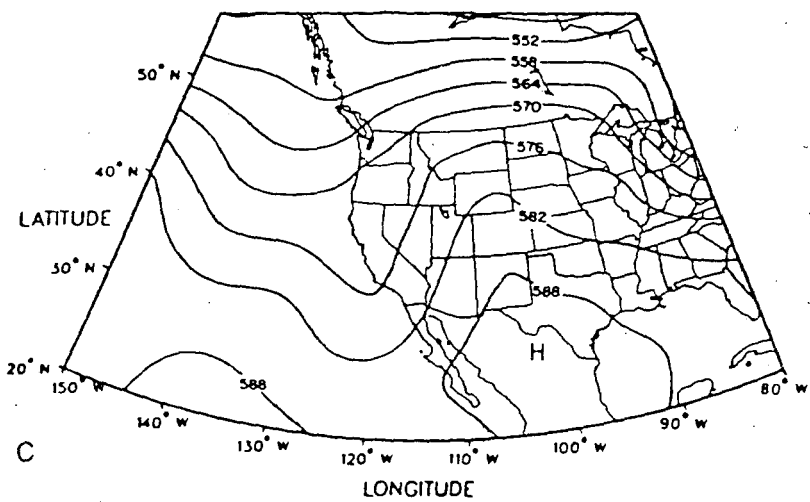 552
558
50° N
564
570
576
40° N
LATITUDE
582
30° N
588
H
20° N
150° W
588
80° W
140° W
90° W
130° W
100° W
120° W
110° W
C
LONGITUDE